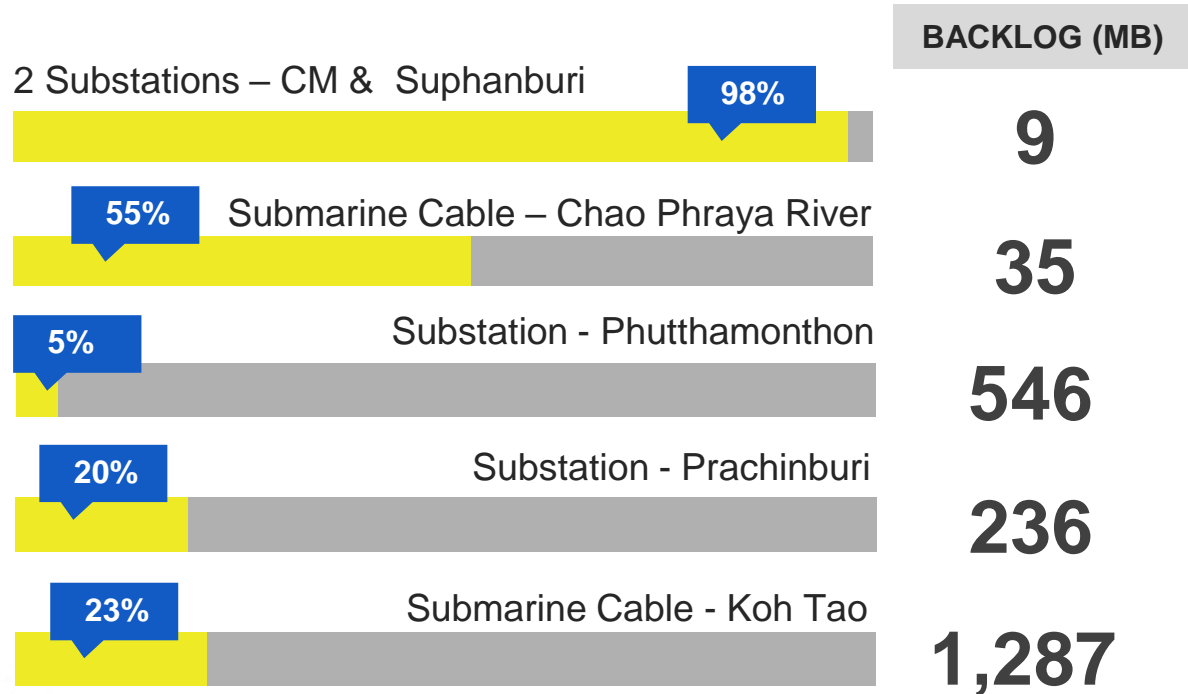 BACKLOG (MB)
2 Substations – CM & Suphanburi
98%
9
55%
Submarine Cable – Chao Phraya River
35
Substation - Phutthamonthon
5%
546
20%
Substation - Prachinburi
236
23%
Submarine Cable - Koh Tao
1,287